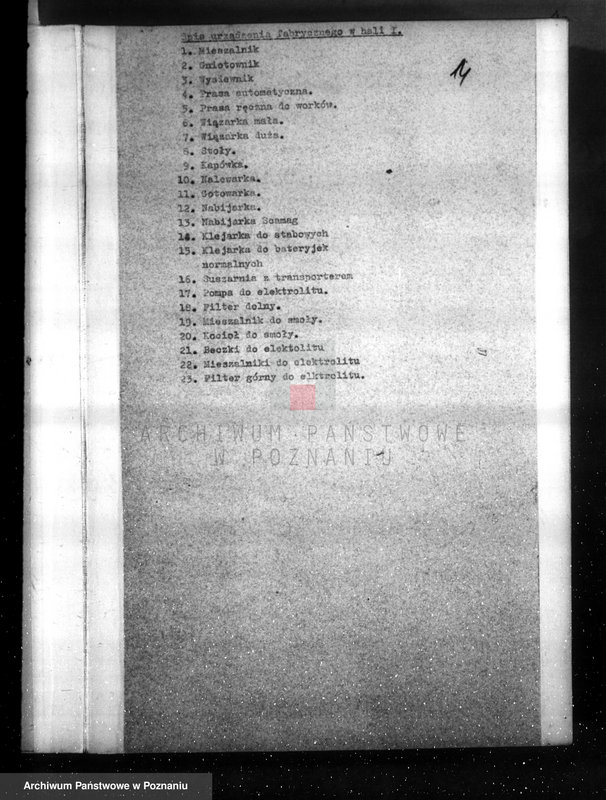 Spis urządzenia fabrycznego w hali I.
1. Mieszalnik
2. Gniotownik
3. Wysiewnik
4. Prasa automatyczna.
5. Prasa ręczna do worków.
6. Wiązarka mała.
7. Wiązarka duża.
8. Stoły.
9. Kapówka.
10. Nalewarka.
11. Gotowarka.
12. Nabijarka.
13. Nabijarka Scamag
14. Klejarka do stabowych
15. Klejarka do bateryjek
normalnych
16. Suszarnia z transporterem
17. Pompa do elektrolitu.
18. Filter dolny.
19. Mieszalnik do smoły.
20. Kocioł do smoły.
21. Beczki do elektolitu
22. Mieszalniki do elektrolitu
23. Filter górny do elktrolitu.
ARCHIWUM PAŃSTWOWE
W POZNANIU
Archiwum Państwowe w Poznaniu